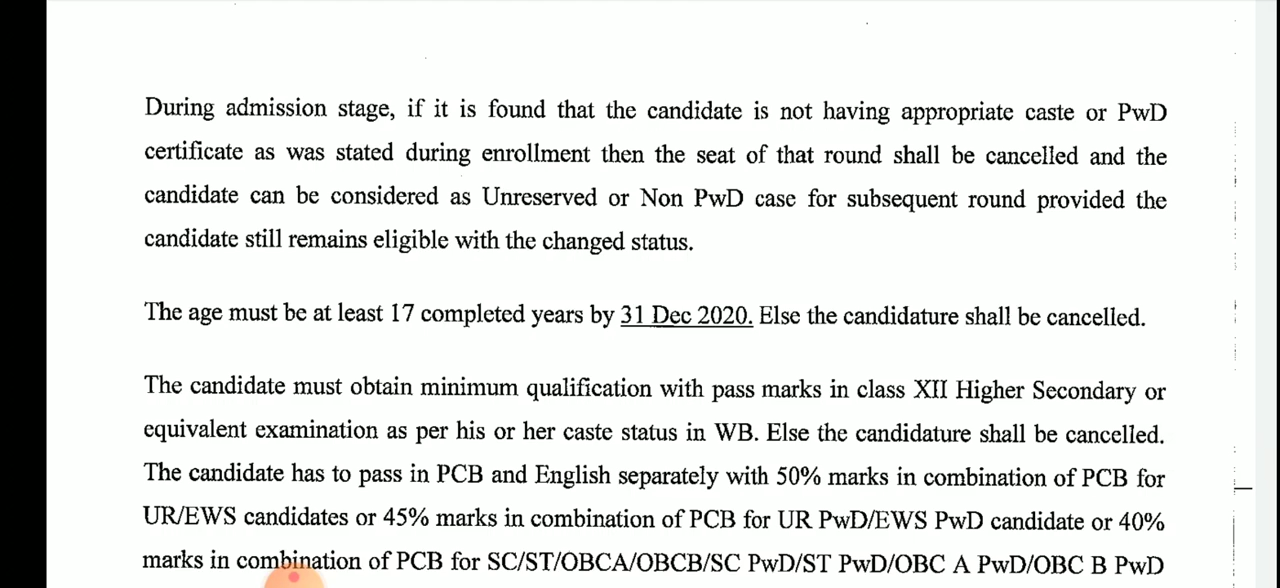 During admission stage, if it is found that the candidate is not having appropriate caste or PwD
certificate as was stated during enrollment then the seat of that round shall be cancelled and the
candidate can be considered as Unreserved or Non PwD case for subsequent round provided the
candidate still remains eligible with the changed status.
The age must be at least 17 completed years by 31 Dec 2020. Else the candidature shall be cancelled.
The candidate must obtain minimum qualification with pass marks in class XII Higher Secondary or
equivalent examination as per his or her caste status in WB. Else the candidature shall be cancelled.
The candidate has to pass in PCB and English separately with 50% marks in combination of PCB for
UR/EWS candidates or 45% marks in combination of PCB for UR PwD/EWS PwD candidate or 40%
marks in combination of PCB for SC/ST/OBCA/OBCB/SC PwD/ST PwD/OBC A PwD/OBC B PwD